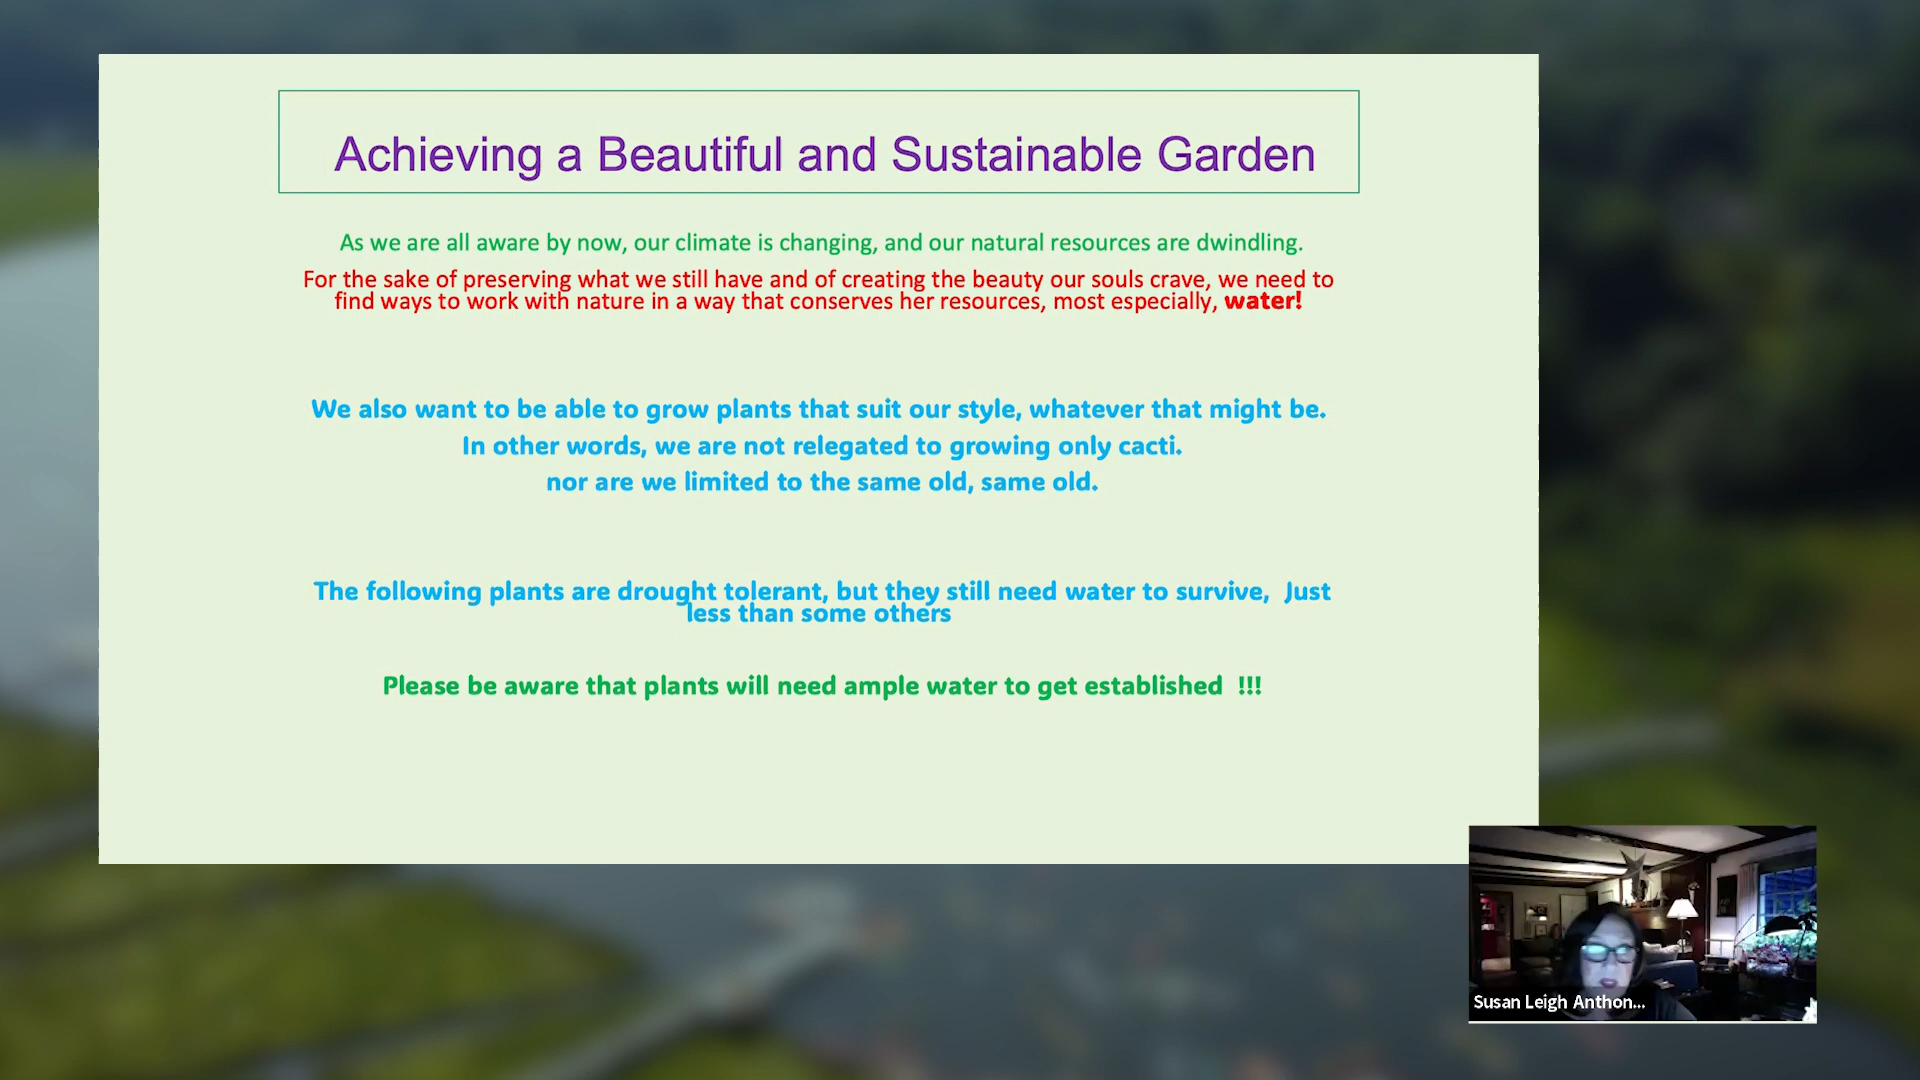 Achieving a Beautiful and Sustainable Garden
As we are all aware by now, our climate is changing, and our natural resources are dwindling.
For the sake of preserving what we still have and of creating the beauty our souls crave, we need to
find ways to work with nature in a way that conserves her resources, most especially, water!
We also want to be able to grow plants that suit our style, whatever that might be.
In other words, we are not relegated to growing only cacti.
nor are we limited to the same old, same old.
The following plants are drought tolerant, but they still need water to survive,  Just
less than some others
Please be aware that plants will need ample water to get established  !!!
Susan Leigh Anthon...